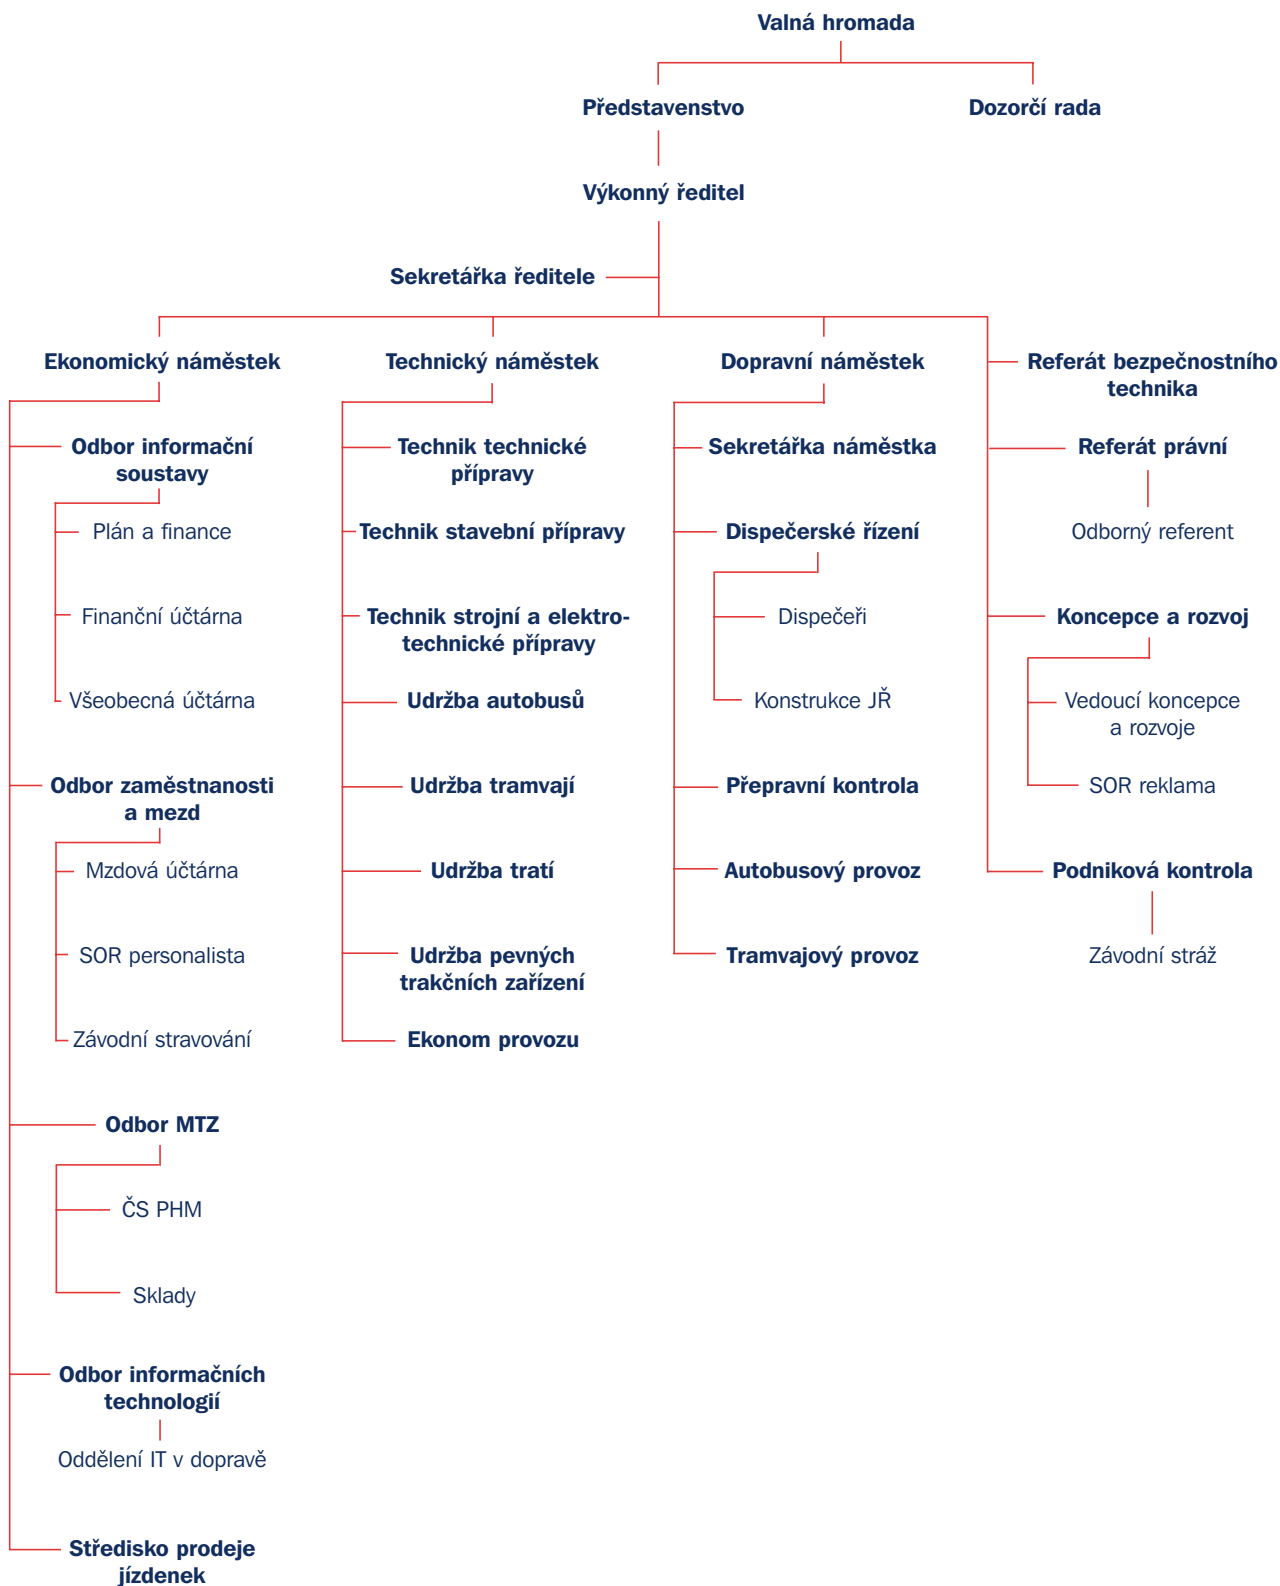 Valná hromada
Představenstvo
Dozorčí rada
Výkonný ředitel
Sekretářka ředitele
Ekonomický náměstek
Odbor informační
soustavy
Plán a finance
Finanční účtárna
Všeobecná účtárna
Odbor zaměstnanosti
a mezd
Mzdová účtárna
SOR personalista
Závodní stravování
Odbor MTZ
ČS PHM
Sklady
Odbor informačních
technologií
Oddělení IT v dopravě
Středisko prodeje
jízdenek
Technický náměstek
Technik technické
přípravy
Technik stavební přípravy
Technik strojní a elektro-
technické přípravy
Udržba autobusů
Udržba tramvají
Udržba tratí
Udržba pevných
trakčních zařízení
Ekonom provozu
Dopravní náměstek
Sekretářka náměstka
Dispečerské řízení
Dispečeři
Konstrukce JŘ
Přepravní kontrola
Autobusový provoz
Tramvajový provoz
Referát bezpečnostního
technika
Referát právní
Odborný referent
Koncepce a rozvoj
Vedoucí koncepce
a rozvoje
SOR reklama
Podniková kontrola
Závodní stráž